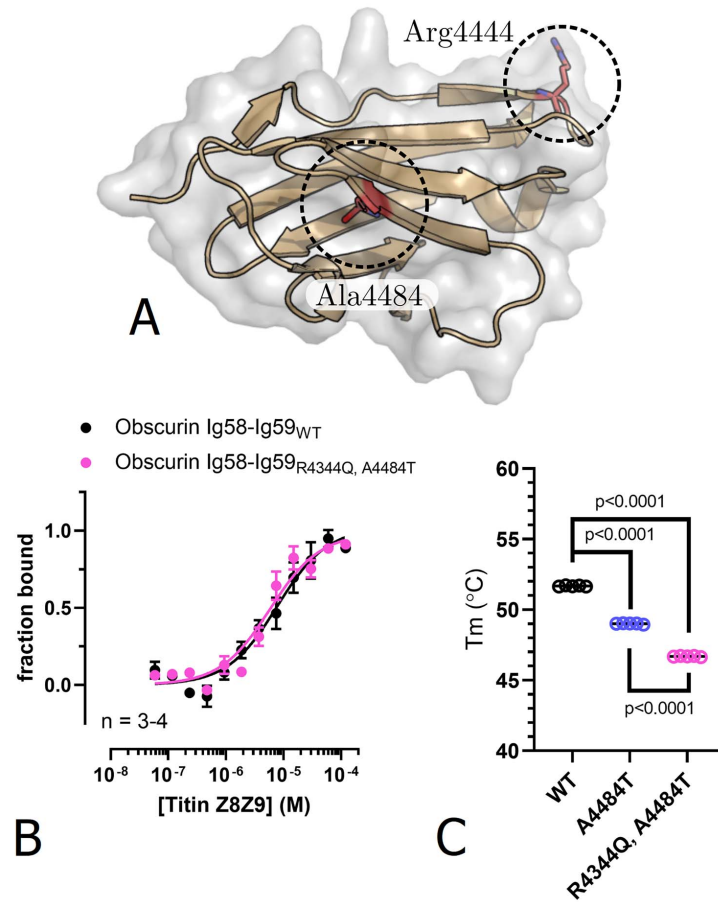 Arg4444
Ala4484
A
Obscurin Ig58-Ig59WT
Obscurin Ig58-Ig59R4344Q, A4484T
fraction bound
1.0
0.5
0.0
n = 3-4
10-8
10-7
10-6
10-5
10-4
[Titin Z8Z9] (M)
B
Tm (°C)
60
55
50
45
40
p<0.0001
p<0.0001
p<0.0001
WT
A4484T
R4344Q, A4484T
C